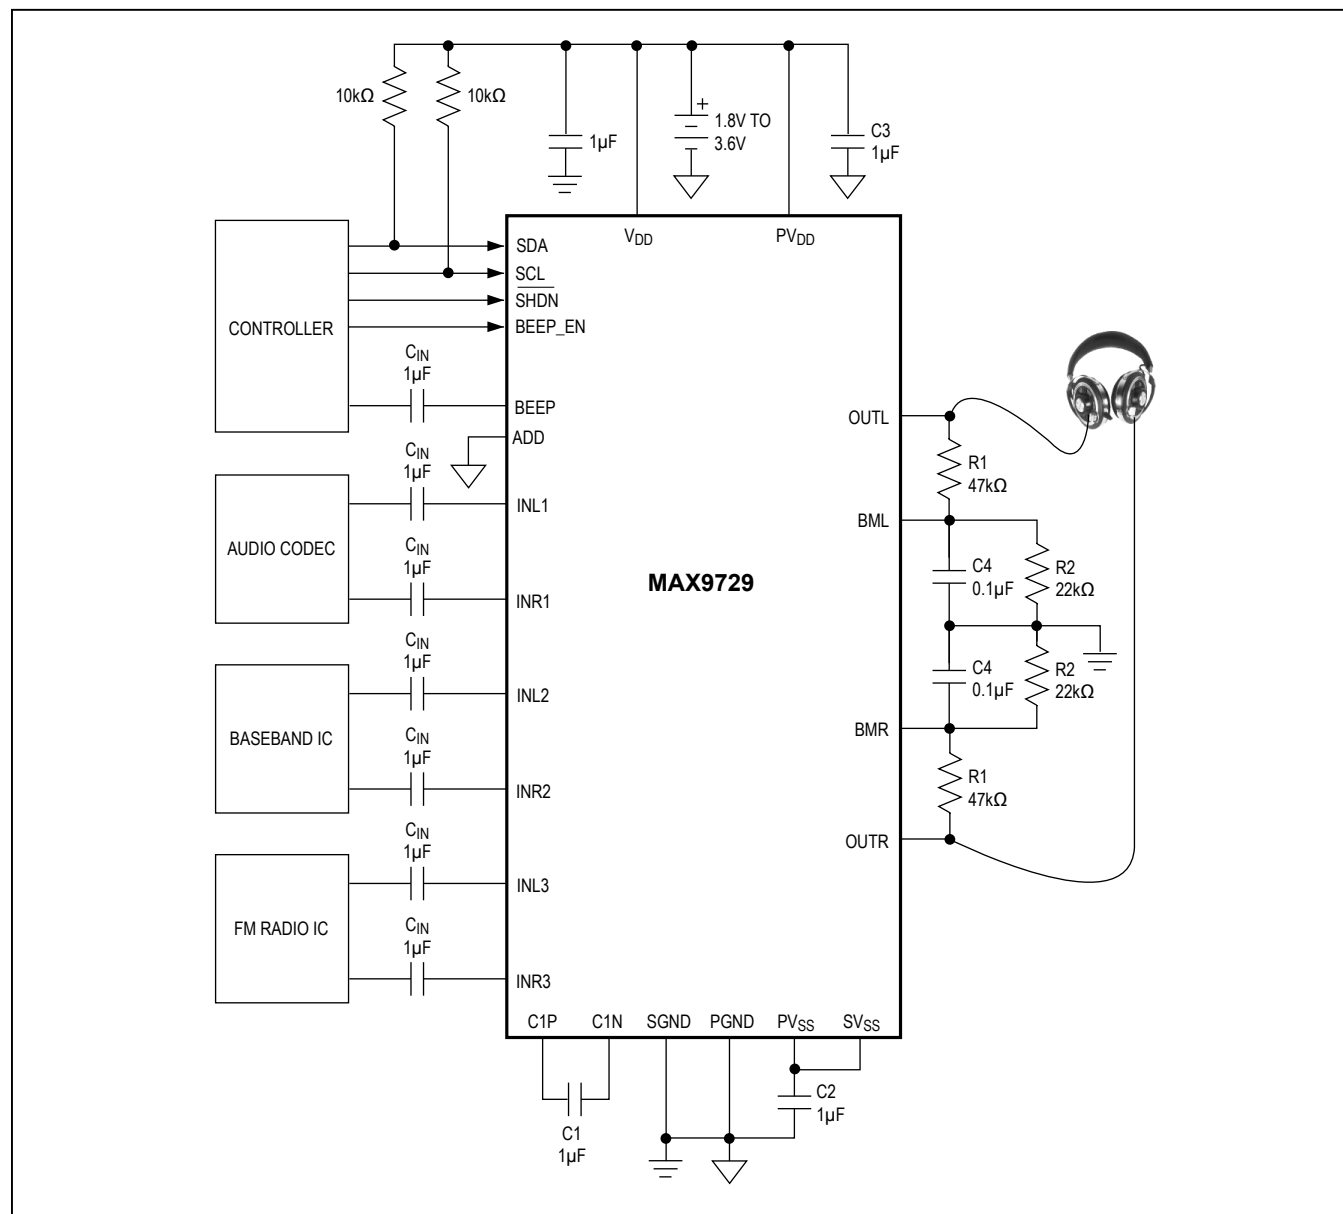 10kΩ
10kΩ
1µF
+
1.8V TO
3.6V
C3
1µF
VDD
PVDD
CONTROLLER
SDA
SCL
SHDN
BEEP_EN
CIN
1µF
BEEP
ADD
AUDIO CODEC
CIN
1µF
INL1
CIN
1µF
INR1
BASEBAND IC
CIN
1µF
INL2
CIN
1µF
INR2
FM RADIO IC
CIN
1µF
INL3
CIN
1µF
INR3
MAX9729
OUTL
R1
47kΩ
BML
C4
0.1µF
R2
22kΩ
C4
0.1µF
R2
22kΩ
BMR
R1
47kΩ
OUTR
C1P
C1N
SGND
PGND
PVSS
SVSS
C1
1µF
C2
1µF